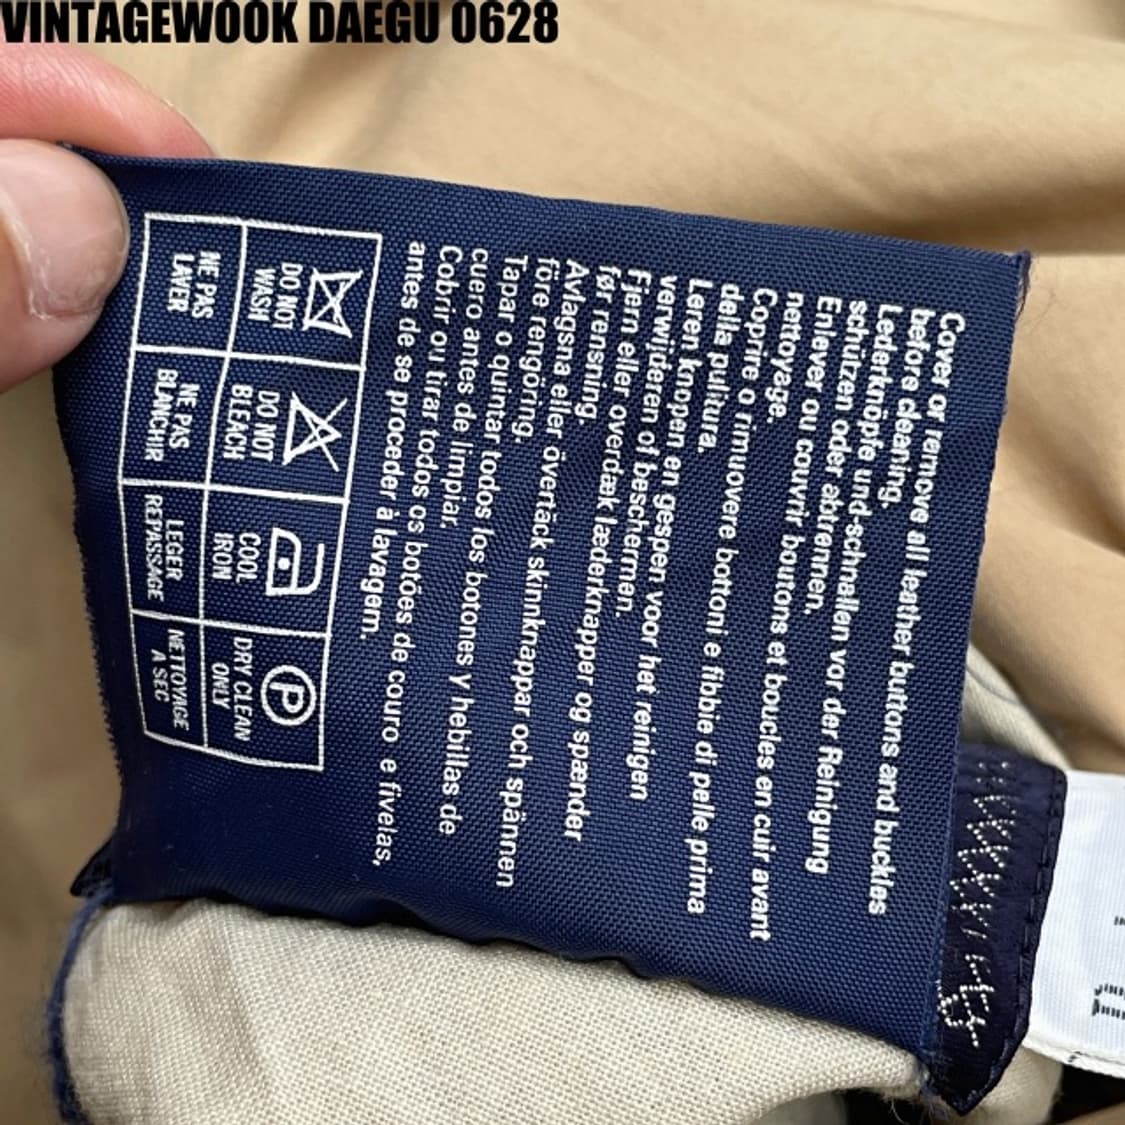 VINTAGEWOOK DAEGU 0628
Cover or remove all leather buttons and buckles
before cleaning.
Lederknöpfe und-schnallen vor der Reinigung
schützen oder abtrennen.
Enlever ou couvrir boutons et boucles en cuir avant
nettoyage.
Coprire o rimuovere bottoni e fibbie di pelle prima
della pulitura.
Leren knopen en gespen voor het reinigen
verwijderen of beschermen.
Fjern eller overdæk læderknapper og spænder
før rensning.
Avlagsna eller övertäck skinnknappar och spännen
före rengöring.
Tapar o quintar todos los botones y hebillas de
cuero antes de limpiar.
Cobrir ou tirar todos os botões de couro e fivelas,
antes de se proceder à lavagem.
DO NOT
WASH
DO NOT
BLEACH
COOL
IRON
P
DRY CLEAN
ONLY
NE PAS
LAVER
NE PAS
BLANCHIR
LEGER
REPASSAGE
NETTOYAGE
A SEC